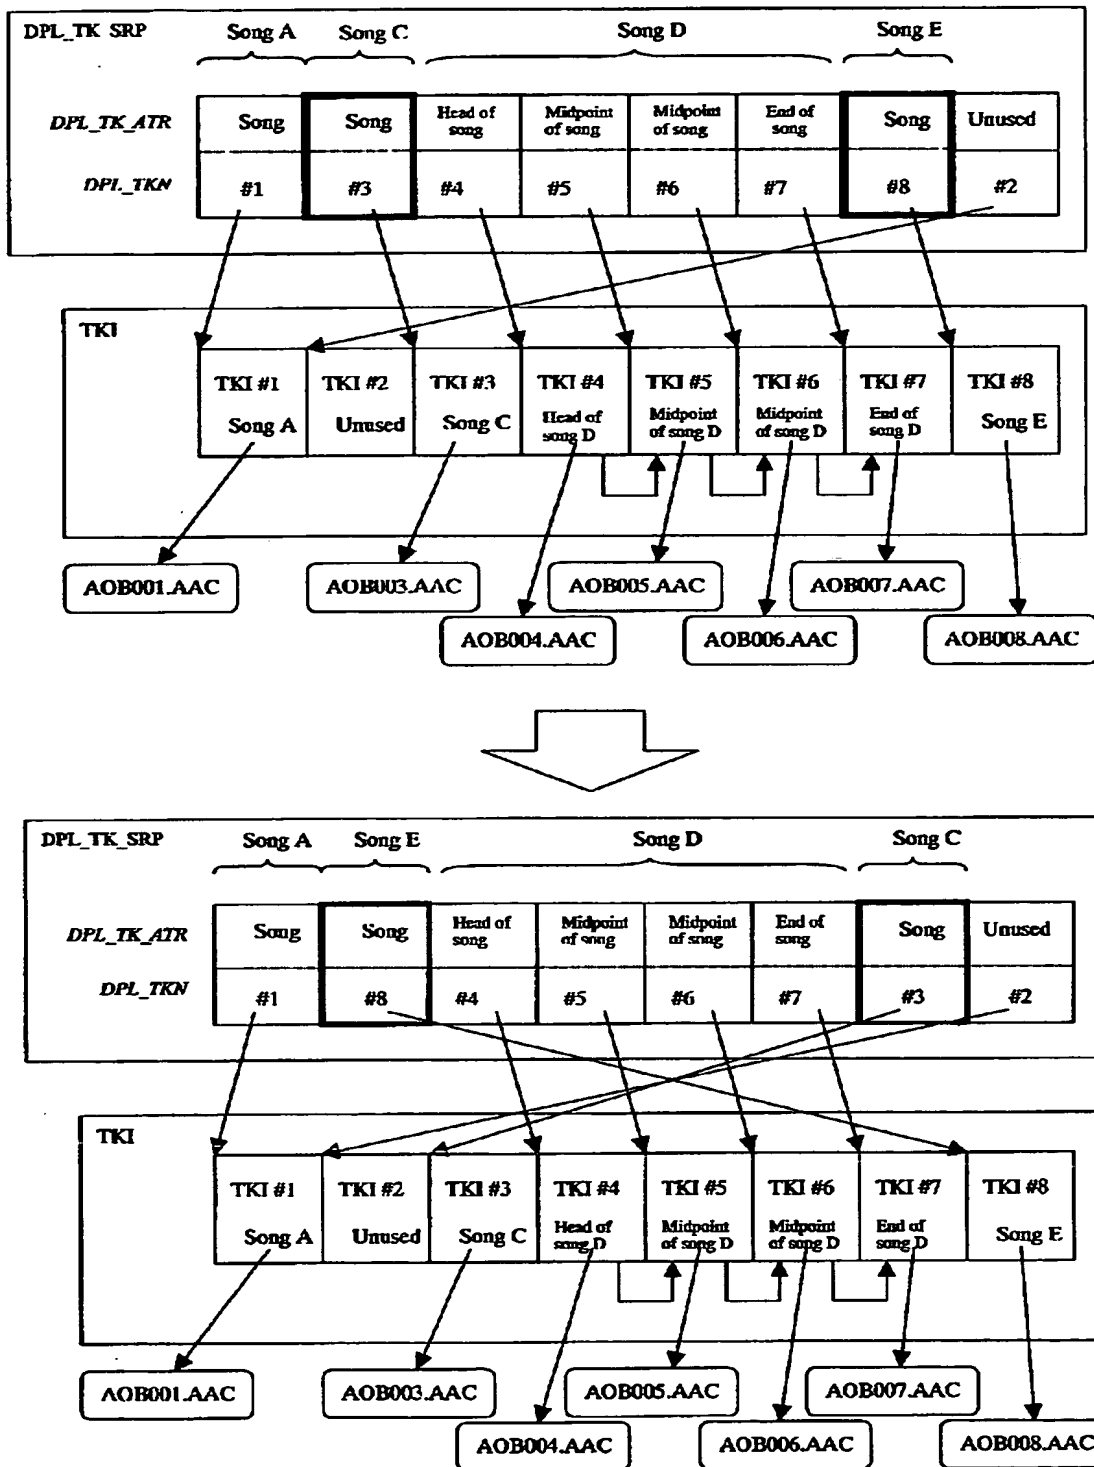 DPL_TK_SRP Song A Song C Song D Song E
DPL_TK_ATR Song Song Head of song Midpoint of song Midpoint of song End of song Song Unused
DPL_TKN #1 #3 #4 #5 #6 #7 #8 #2
TKI
TKI #1 TKI #2 TKI #3 TKI #4 TKI #5 TKI #6 TKI #7 TKI #8
Song A Unused Song C Head of song D Midpoint of song D Midpoint of song D End of song D Song E
AOB001.AAC AOB003.AAC AOB005.AAC AOB007.AAC
AOB004.AAC AOB006.AAC AOB008.AAC
DPL_TK_SRP Song A Song E Song D Song C
DPL_TK_ATR Song Song Head of song Midpoint of song Midpoint of song End of song Song Unused
DPL_TKN #1 #8 #4 #5 #6 #7 #3 #2
TKI
TKI #1 TKI #2 TKI #3 TKI #4 TKI #5 TKI #6 TKI #7 TKI #8
Song A Unused Song C Head of song D Midpoint of song D Midpoint of song D End of song D Song E
AOB001.AAC AOB003.AAC AOB005.AAC AOB007.AAC
AOB004.AAC AOB006.AAC AOB008.AAC